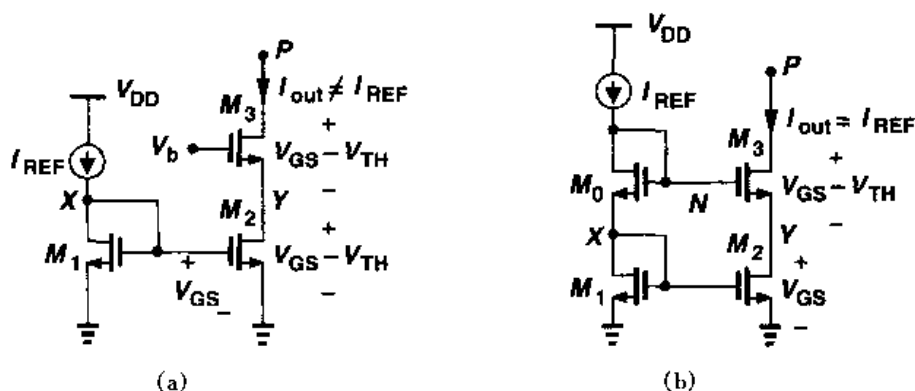 V_DD
I_REF
X
M_1
V_GS
–
+
V_b
M_3
P
I_out ≠ I_REF
+
V_GS – V_TH
–
Y
M_2
+
V_GS – V_TH
–
(a)
V_DD
I_REF
M_0
N
X
M_1
P
I_out = I_REF
M_3
+
V_GS – V_TH
–
Y
M_2
+
V_GS
–
(b)